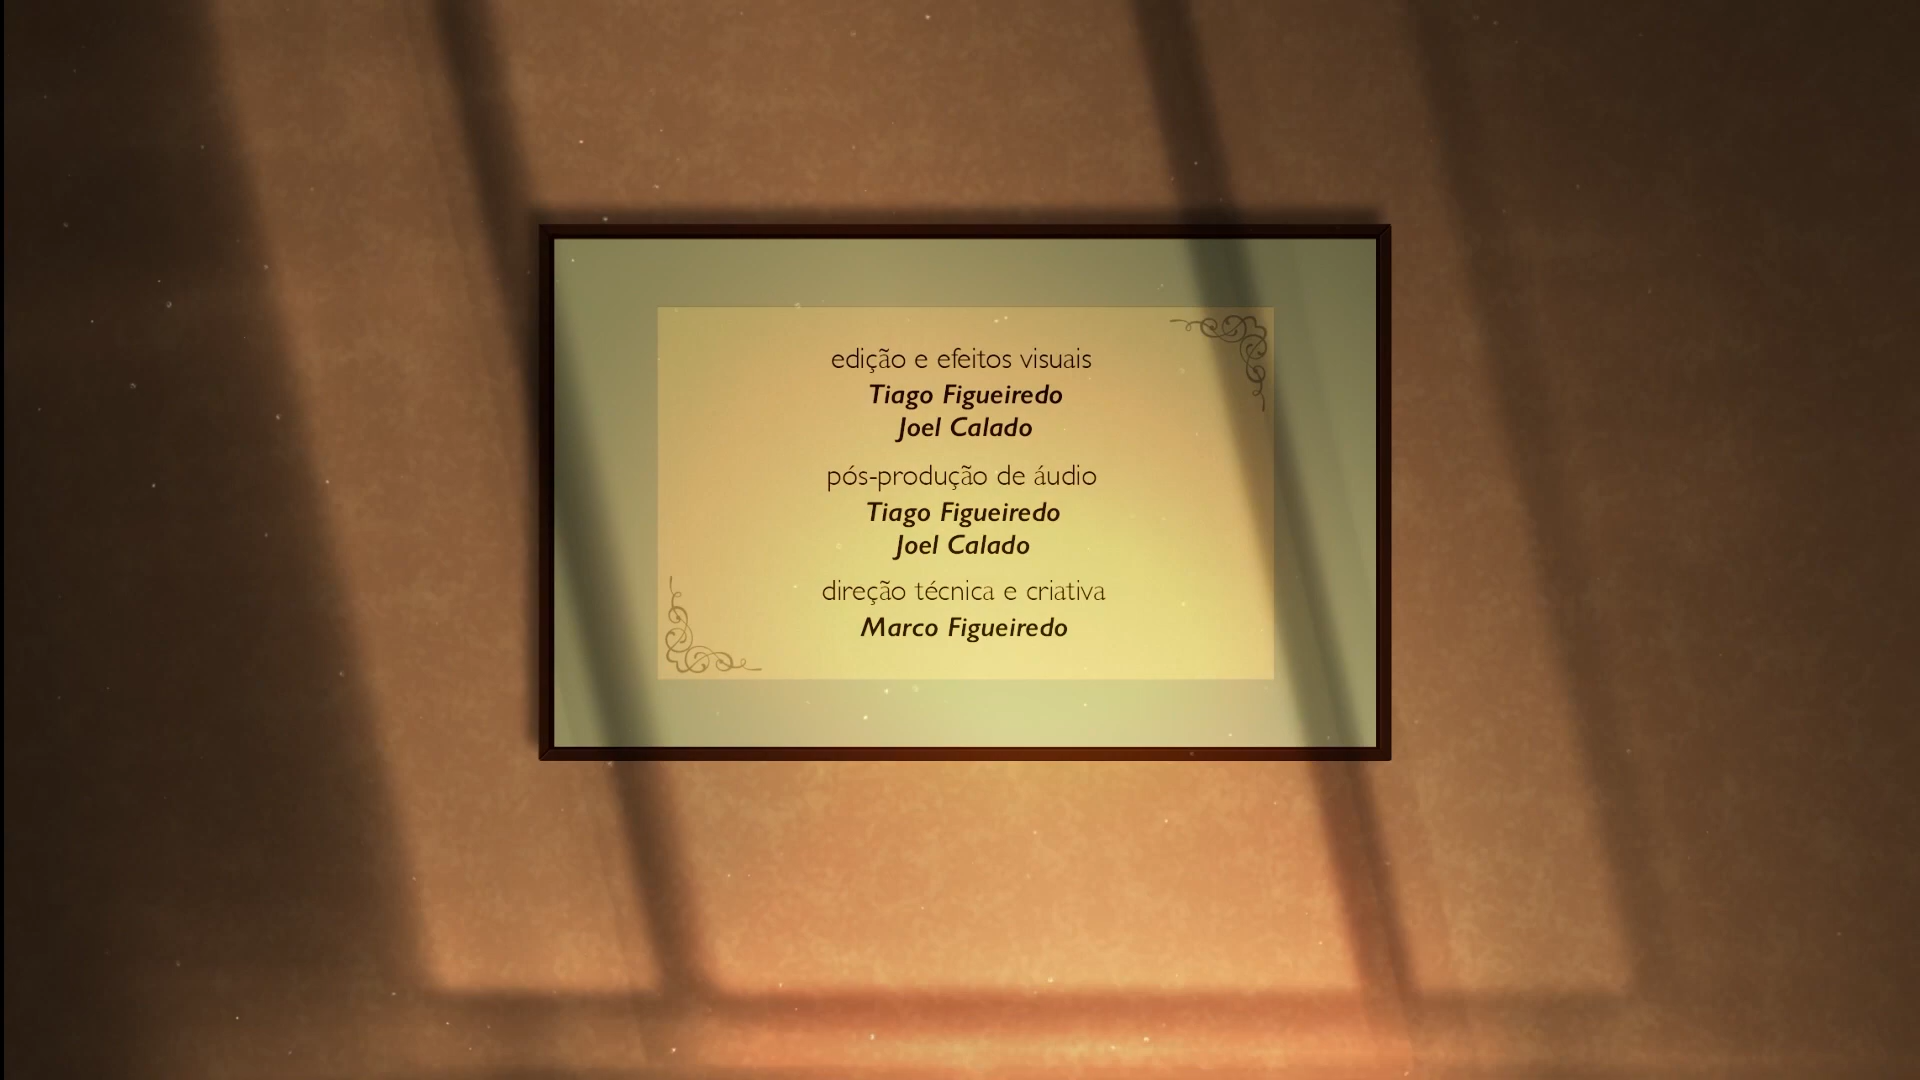 edição e efeitos visuais
Tiago Figueiredo
Joel Calado
pós-produção de áudio
Tiago Figueiredo
Joel Calado
direção técnica e criativa
Marco Figueiredo